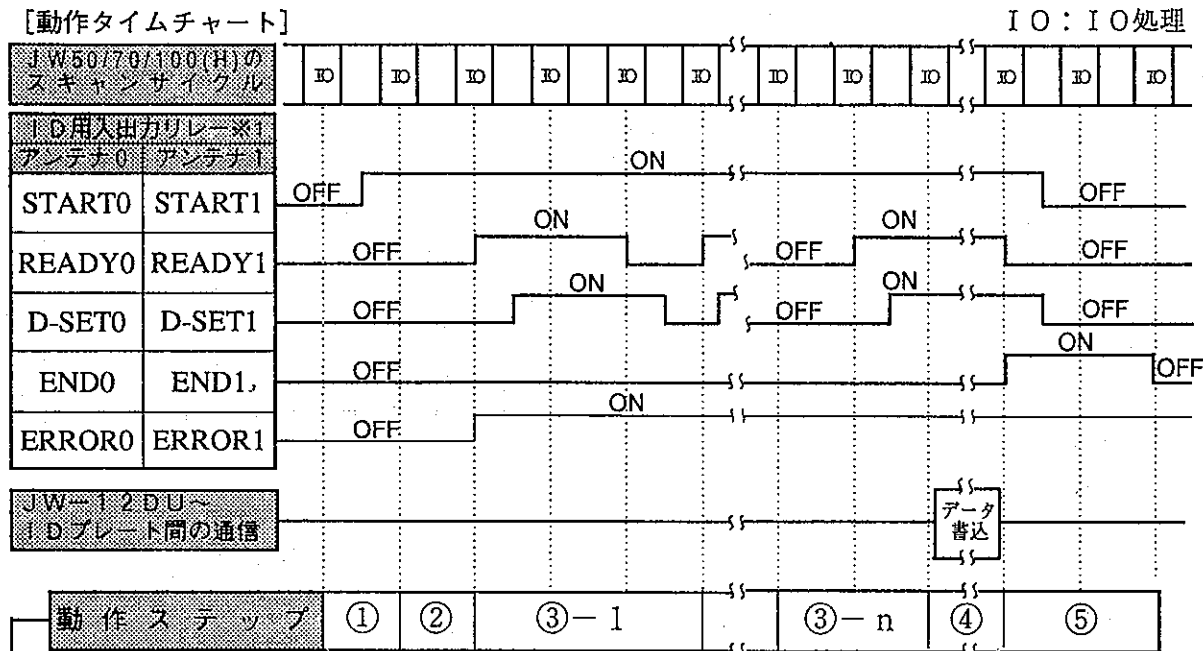 [動作タイムチャート]
IO:IO処理
JW50/70/100(H)の
スキャンサイクル
IO IO IO IO IO IO IO IO IO IO IO
ID用入出力リレー※1
アンテナ0 アンテナ1
START0 START1 OFF ON OFF
READY0 READY1 OFF ON OFF ON OFF
D-SET0 D-SET1 OFF ON OFF ON OFF
END0 END1 OFF ON OFF
ERROR0 ERROR1 OFF ON
JW-12DU~
IDプレート間の通信
データ
書込
動作ステップ ① ② ③-1 ③-n ④ ⑤